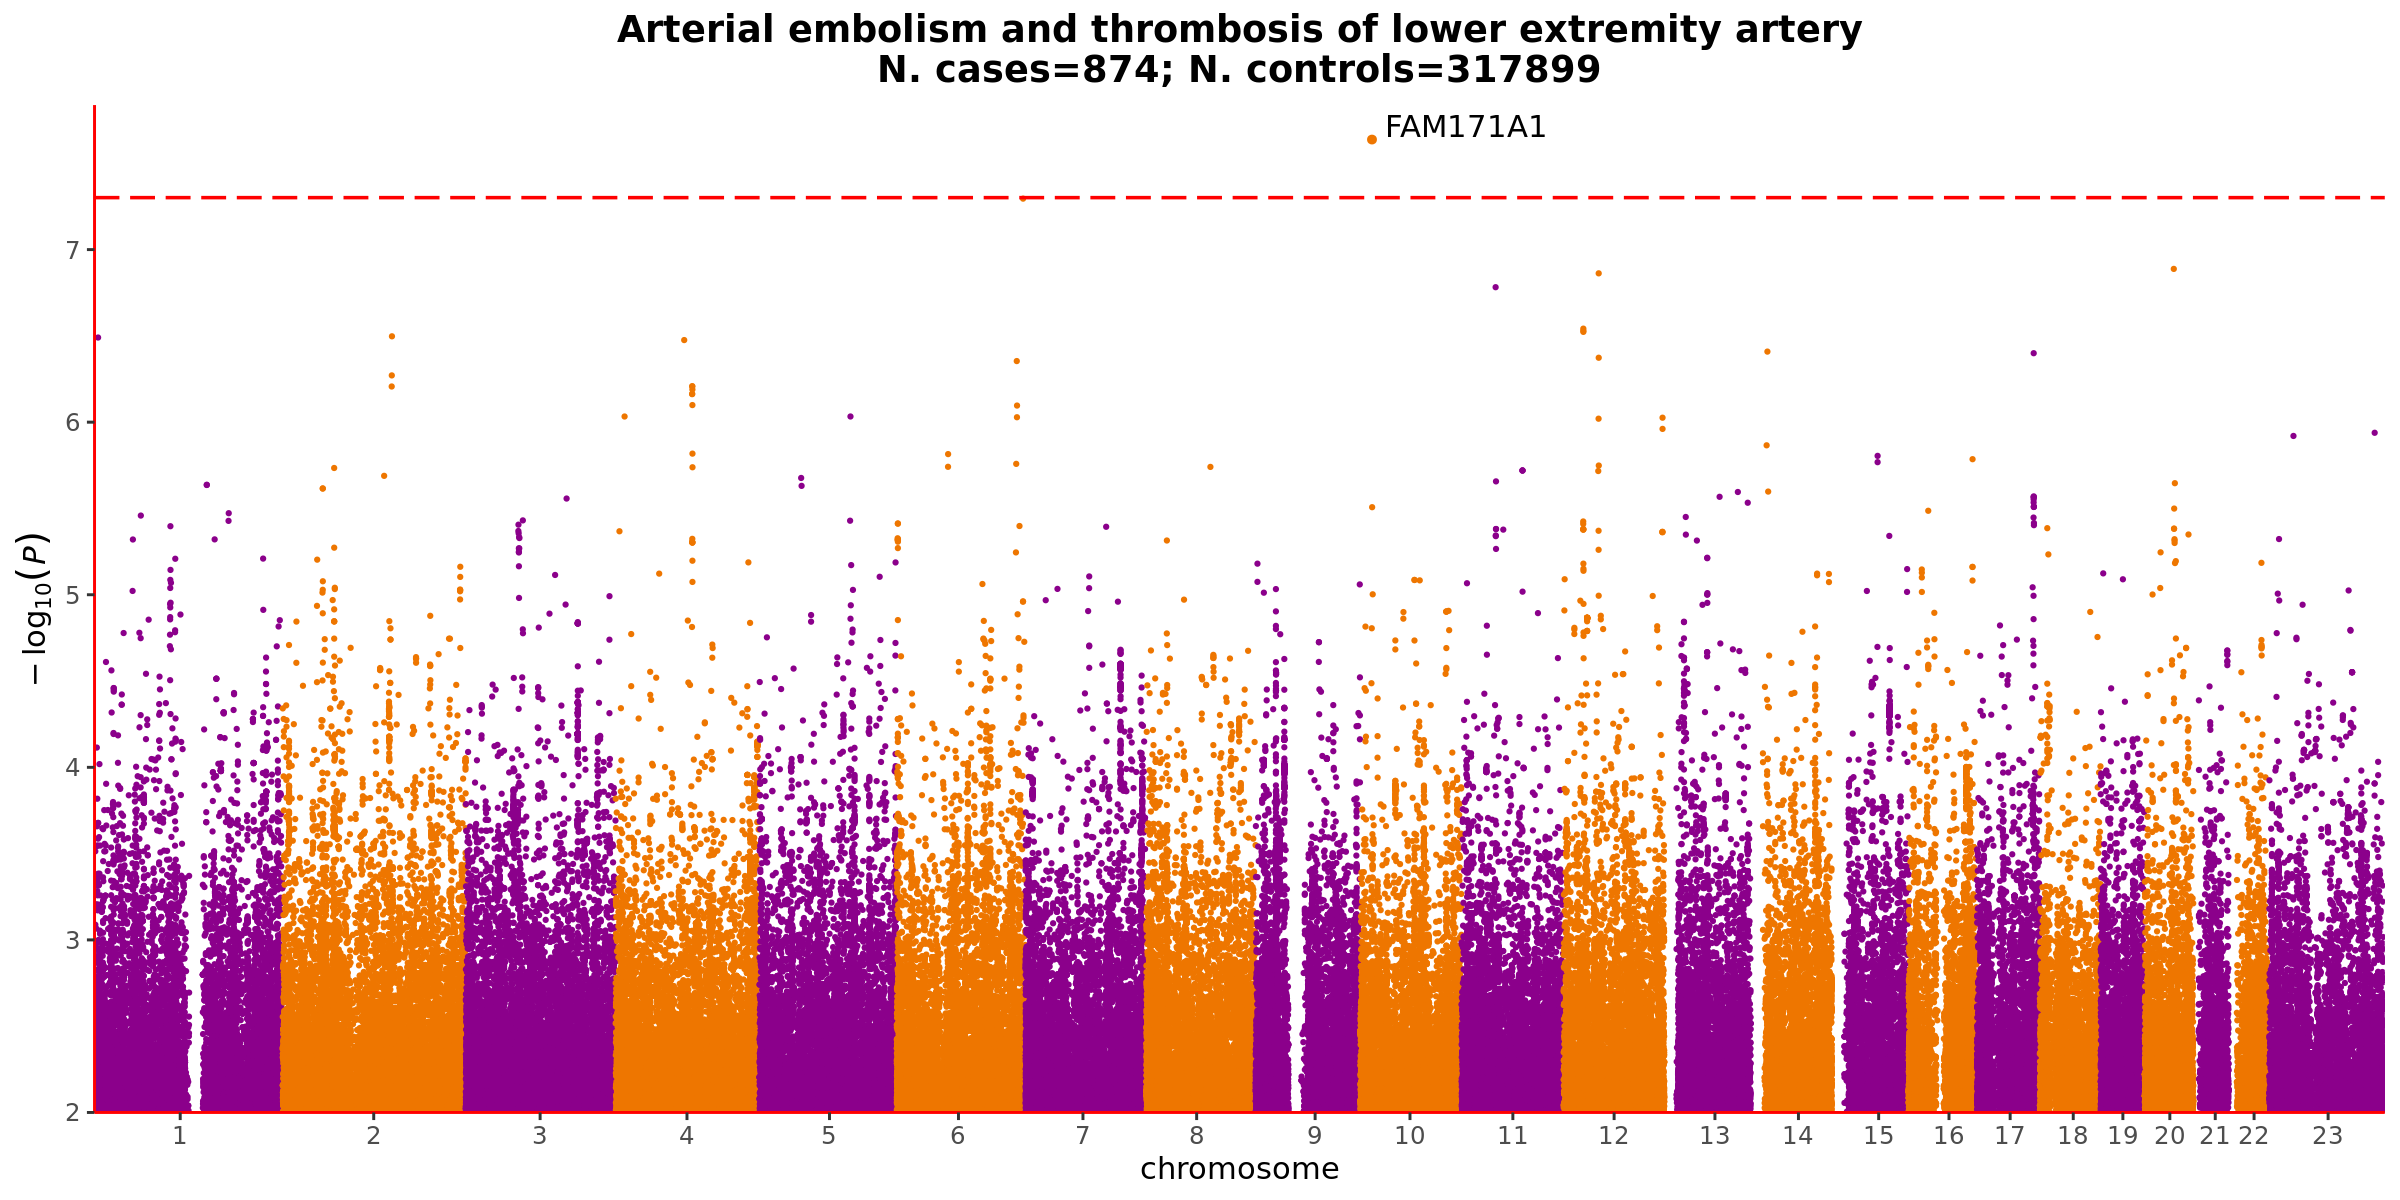 Arterial embolism and thrombosis of lower extremity artery
N. cases=874; N. controls=317899
FAM171A1
7
6
5
4
3
2
−log10(P)
1 2 3 4 5 6 7 8 9 10 11 12 13 14 15 16 17 18 19 20 21 22 23
chromosome